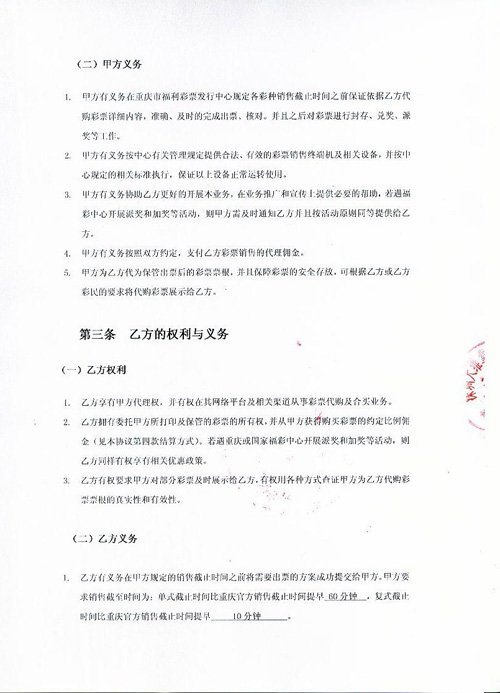 （二）甲方义务
1. 甲方有义务在重庆市福利彩票发行中心规定各彩种销售截止时间之前保证依据乙方代
购彩票详细内容，准确、及时的完成出票、核对。并且之后对彩票进行封存、兑奖、派
奖等工作。
2. 甲方有义务按中心有关管理规定提供合法、有效的彩票销售终端机及相关设备，并按中
心规定的相关标准执行，保证以上设备正常运转使用。
3. 甲方有义务协助乙方更好的开展本业务，在业务推广和宣传上提供必要的帮助，若遇福
彩中心开展派奖和加奖等活动，则甲方需及时通知乙方并且按活动原则同等提供给乙
方。
4. 甲方有义务按照双方约定，支付乙方彩票销售的代理佣金。
5. 甲方为乙方代为保管出票后的彩票票根，并且保障彩票的安全存放，可根据乙方或乙方
彩民的要求将代购彩票展示给乙方。
第三条 乙方的权利与义务
（一）乙方权利
1. 乙方享有甲方代理权，并有权在其网络平台及相关渠道从事彩票代购及合买业务。
2. 乙方拥有委托甲方所打印及保管的彩票的所有权，并从甲方获得购买彩票的约定比例佣
金（见本协议第四款结算方式）。若遇重庆或国家福彩中心开展派奖和加奖等活动，则
乙方同样有权享有相关优惠政策。
3. 乙方有权要求甲方对部分彩票及时展示给乙方，有权用各种方式查证甲方为乙方代购彩
票票根的真实性和有效性。
（二）乙方义务
1. 乙方有义务在甲方规定的销售截止时间之前将需要出票的方案成功提交给甲方。甲方要
求销售截至时间为：单式截止时间比重庆官方销售截止时间提早 60 分钟 ，复式截止
时间比重庆官方销售截止时间提早 10 分钟 。